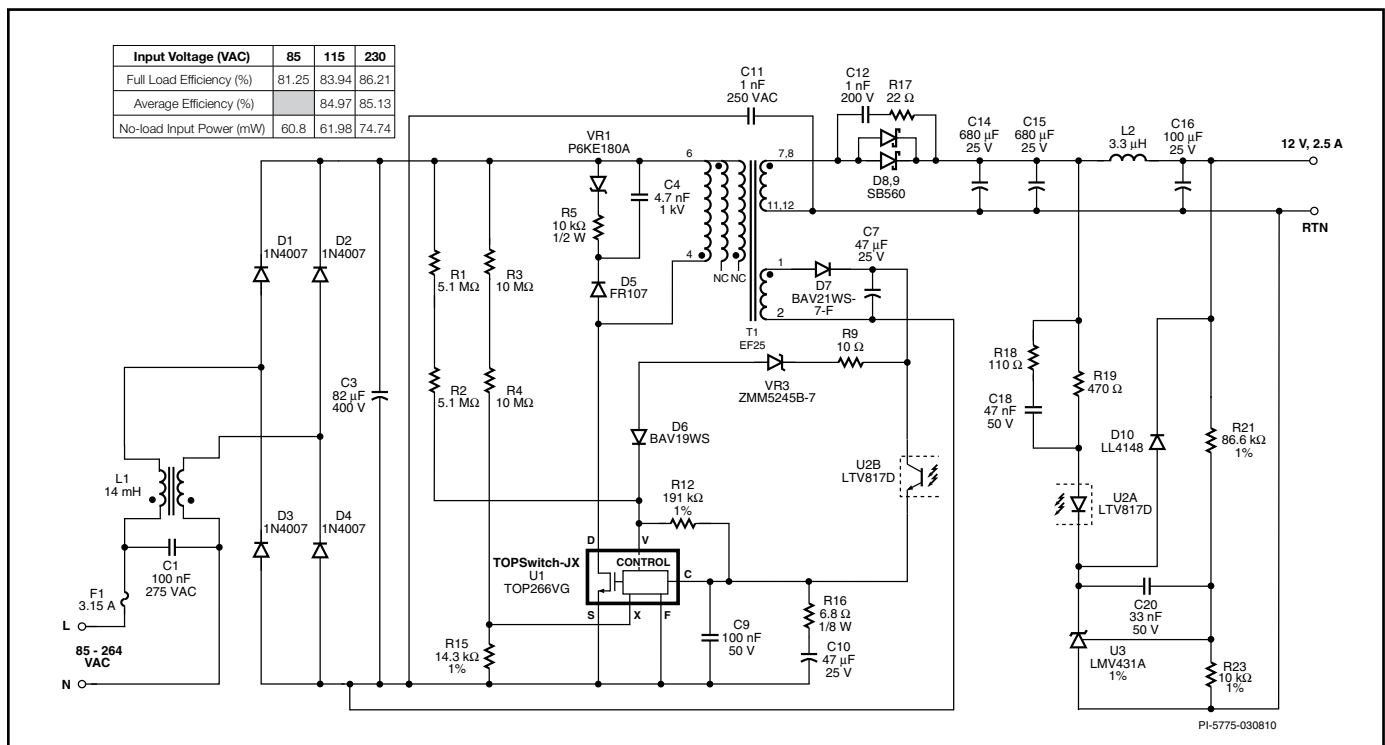 Input Voltage (VAC) 85 115 230
Full Load Efficiency (%) 81.25 83.94 86.21
Average Efficiency (%) 84.97 85.13
No-load Input Power (mW) 60.8 61.98 74.74
C11
1 nF
250 VAC
C12
1 nF
200 V
R17
22 Ω
C14
680 µF
25 V
C15
680 µF
25 V
L2
3.3 µH
C16
100 µF
25 V
12 V, 2.5 A
RTN
VR1
P6KE180A
C4
4.7 nF
1 kV
R5
10 kΩ
1/2 W
D5
FR107
6
4
NC
NC
7,8
11,12
D8,9
SB560
1
2
T1
EF25
D7
BAV21WS-
7-F
C7
47 µF
25 V
D1
1N4007
D2
1N4007
D3
1N4007
D4
1N4007
C3
82 µF
400 V
R1
5.1 MΩ
R3
10 MΩ
R2
5.1 MΩ
R4
10 MΩ
R9
10 Ω
VR3
ZMM5245B-7
D6
BAV19WS
R12
191 kΩ
1%
U2B
LTV817D
R18
110 Ω
C18
47 nF
50 V
R19
470 Ω
D10
LL4148
R21
86.6 kΩ
1%
U2A
LTV817D
L1
14 mH
C1
100 nF
275 VAC
F1
3.15 A
L
85 - 264
VAC
N
TOPSwitch-JX
U1
TOP266VG
D
V
CONTROL
C
S
X
F
R15
14.3 kΩ
1%
C9
100 nF
50 V
R16
6.8 Ω
1/8 W
C10
47 µF
25 V
C20
33 nF
50 V
U3
LMV431A
1%
R23
10 kΩ
1%
PI-5775-030810